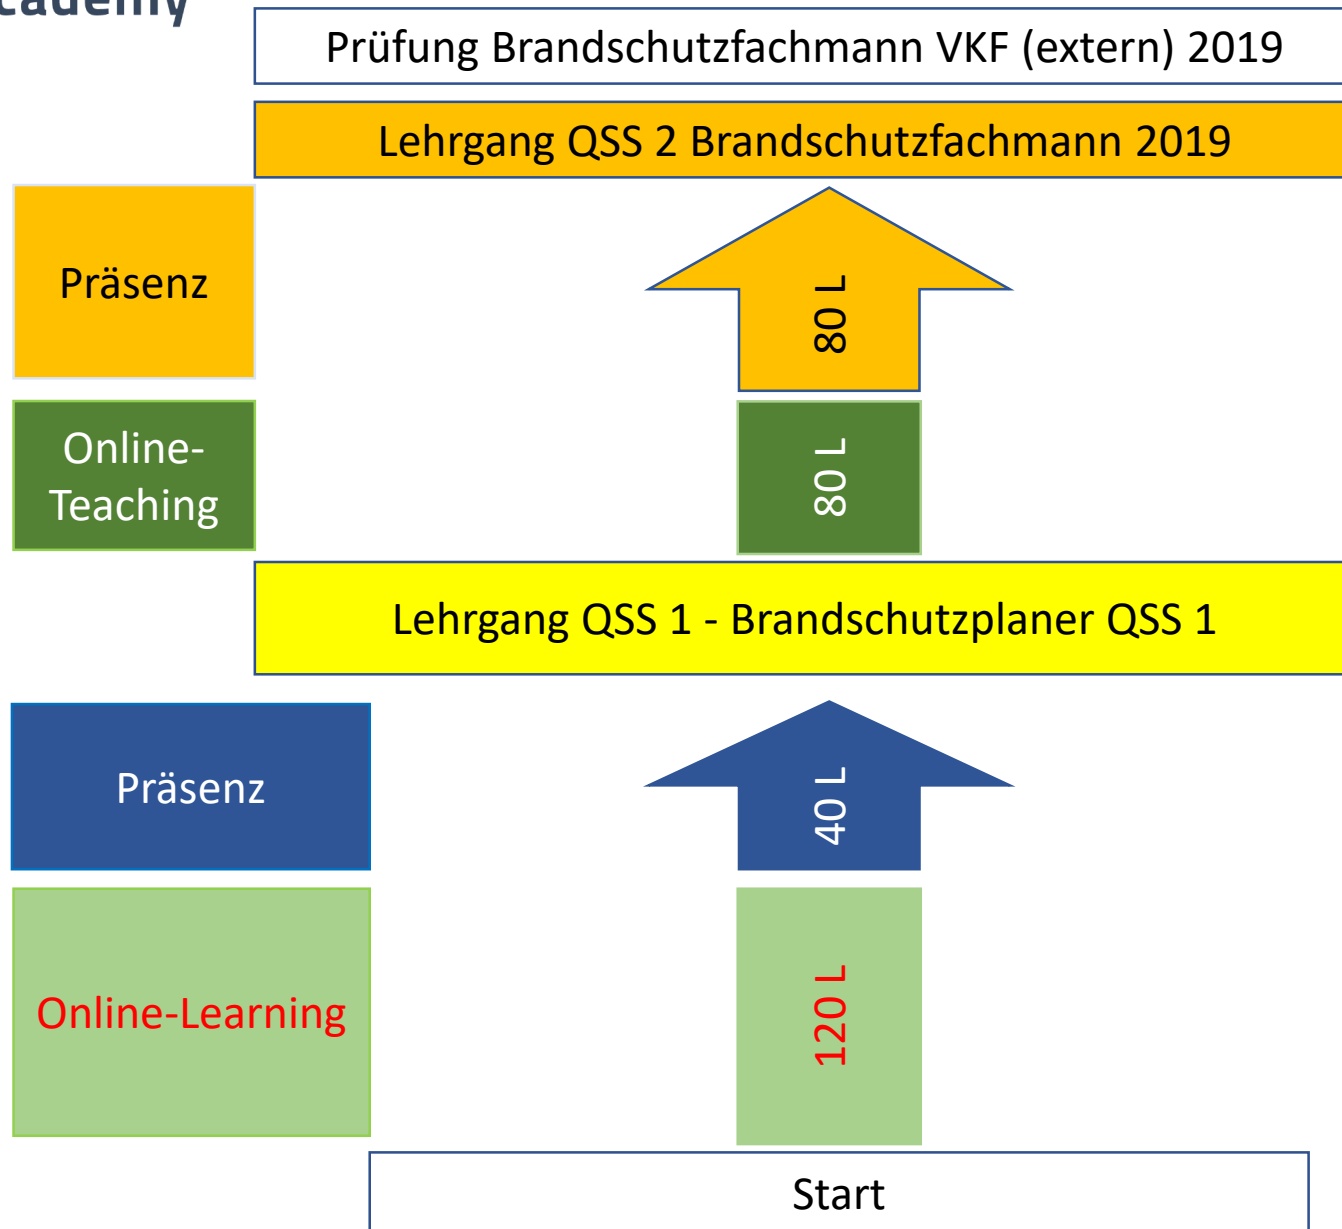 Prüfung Brandschutzfachmann VKF (extern) 2019
Lehrgang QSS 2 Brandschutzfachmann 2019
Präsenz
80 L
Online-
Teaching
80 L
Lehrgang QSS 1 - Brandschutzplaner QSS 1
Präsenz
40 L
Online-Learning
120 L
Start